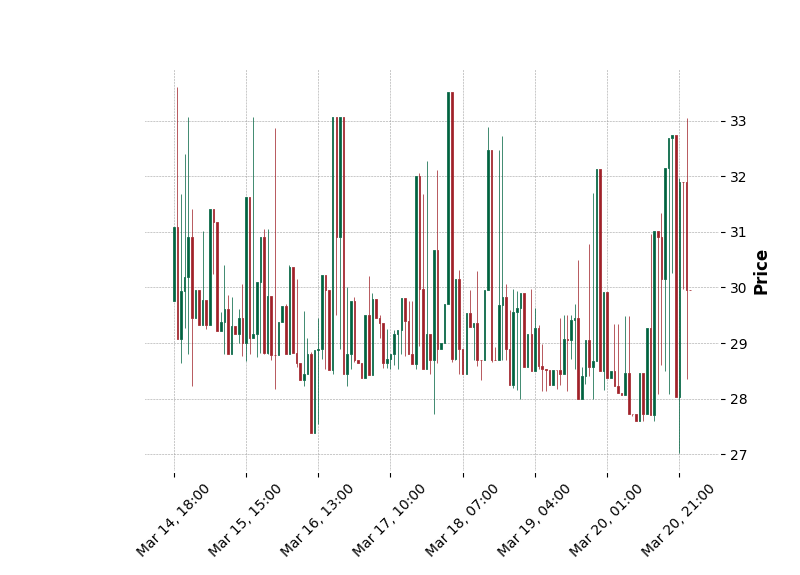 33
32
31
30
29
28
27
Price
Mar 14, 18:00
Mar 15, 15:00
Mar 16, 13:00
Mar 17, 10:00
Mar 18, 07:00
Mar 19, 04:00
Mar 20, 01:00
Mar 20, 21:00